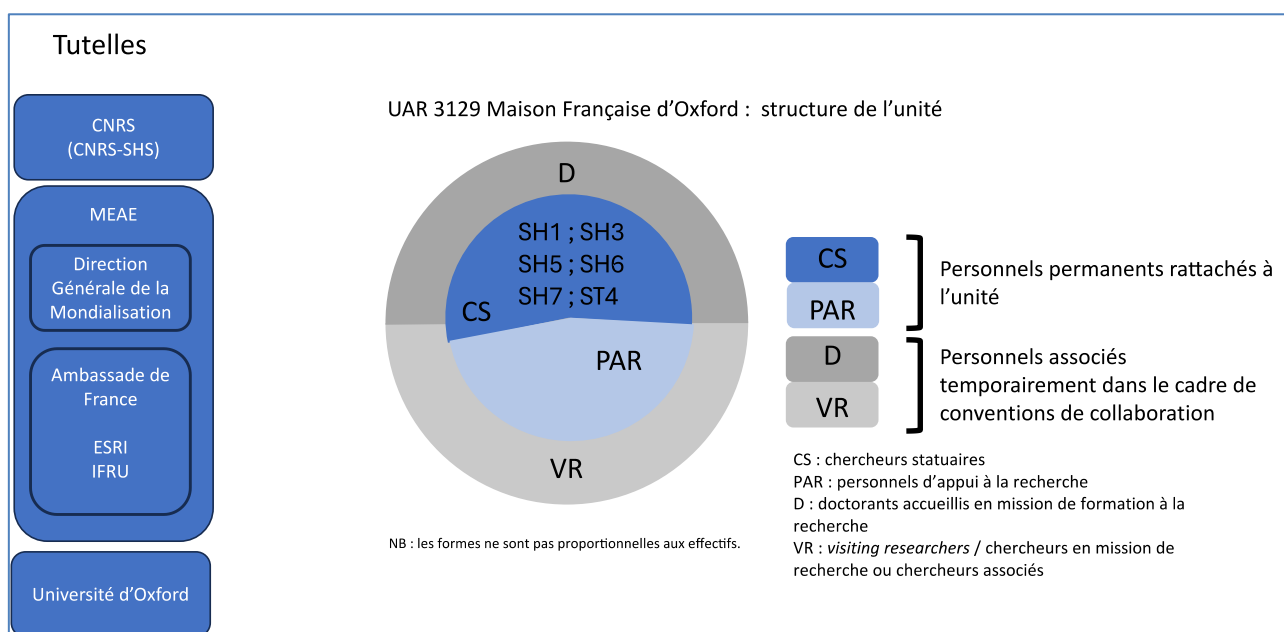 Tutelles
CNRS
(CNRS-SHS)
MEAE
Direction
Générale de la
Mondialisation
Ambassade de
France
ESRI
IFRU
Université d’Oxford
UAR 3129 Maison Française d’Oxford : structure de l’unité
D
SH1 ; SH3
SH5 ; SH6
SH7 ; ST4
CS
PAR
VR
NB : les formes ne sont pas proportionnelles aux effectifs.
CS
PAR
Personnels permanents rattachés à
l’unité
D
VR
Personnels associés
temporairement dans le cadre de
conventions de collaboration
CS : chercheurs statuaires
PAR : personnels d’appui à la recherche
D : doctorants accueillis en mission de formation à la
recherche
VR : visiting researchers / chercheurs en mission de
recherche ou chercheurs associés